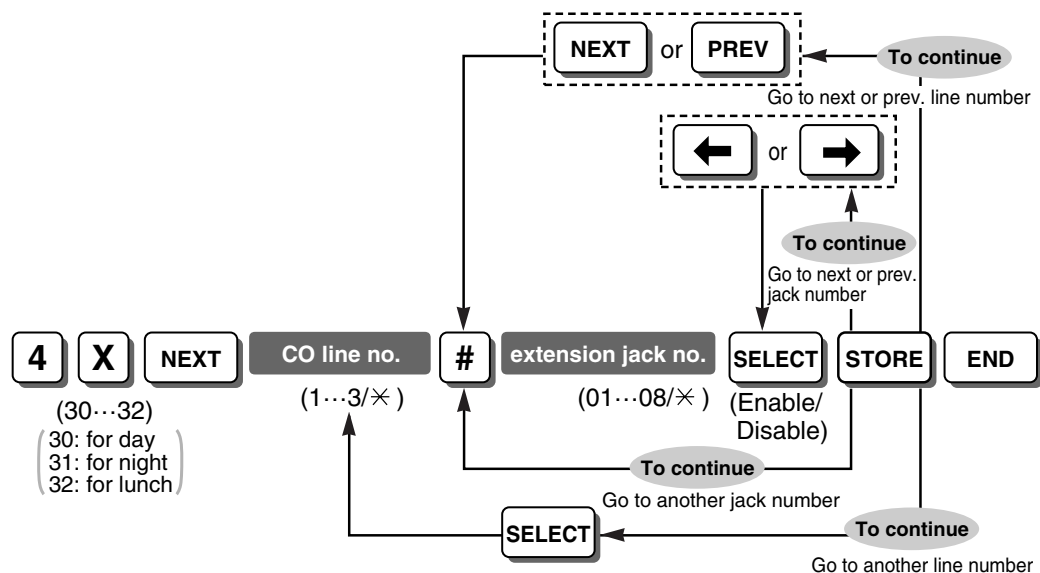 NEXT or PREV
To continue
Go to next or prev. line number
← or →
To continue
Go to next or prev.
jack number
4 X NEXT CO line no. # extension jack no. SELECT STORE END
(30···32)
30: for day
31: for night
32: for lunch
(1···3/✳)
(01···08/✳)
(Enable/
Disable)
To continue
Go to another jack number
SELECT
To continue
Go to another line number